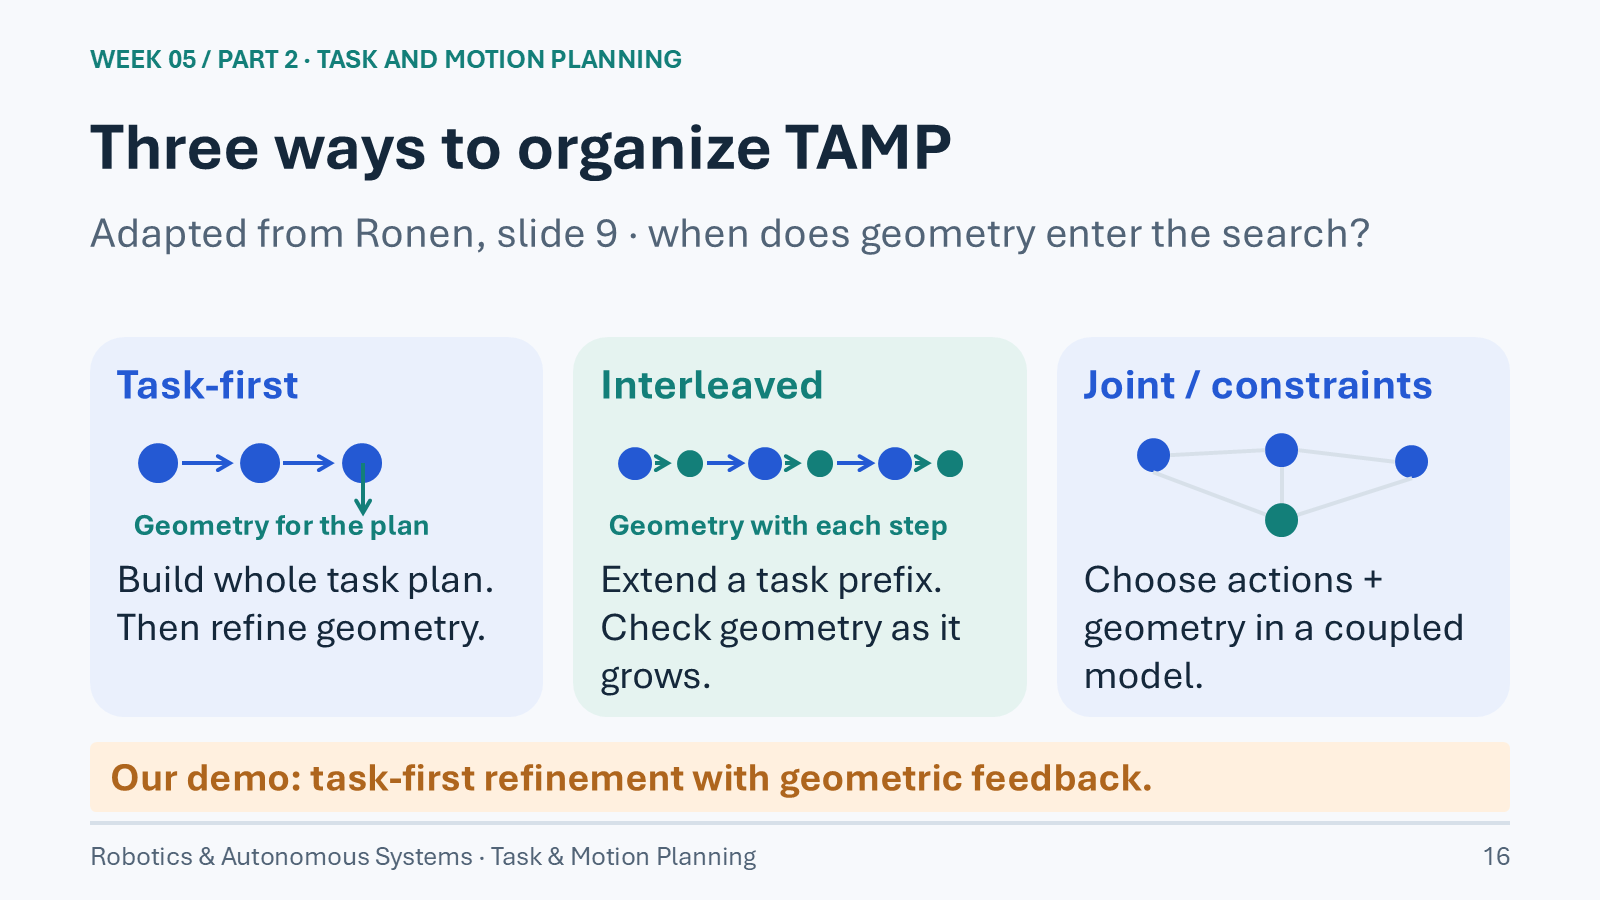 WEEK 05 / PART 2 · TASK AND MOTION PLANNING
Three ways to organize TAMP
Adapted from Ronen, slide 9 · when does geometry enter the search?
Task-first
Geometry for the plan
Build whole task plan.
Then refine geometry.
Interleaved
Geometry with each step
Extend a task prefix.
Check geometry as it
grows.
Joint / constraints
Choose actions +
geometry in a coupled
model.
Our demo: task-first refinement with geometric feedback.
Robotics & Autonomous Systems · Task & Motion Planning
16